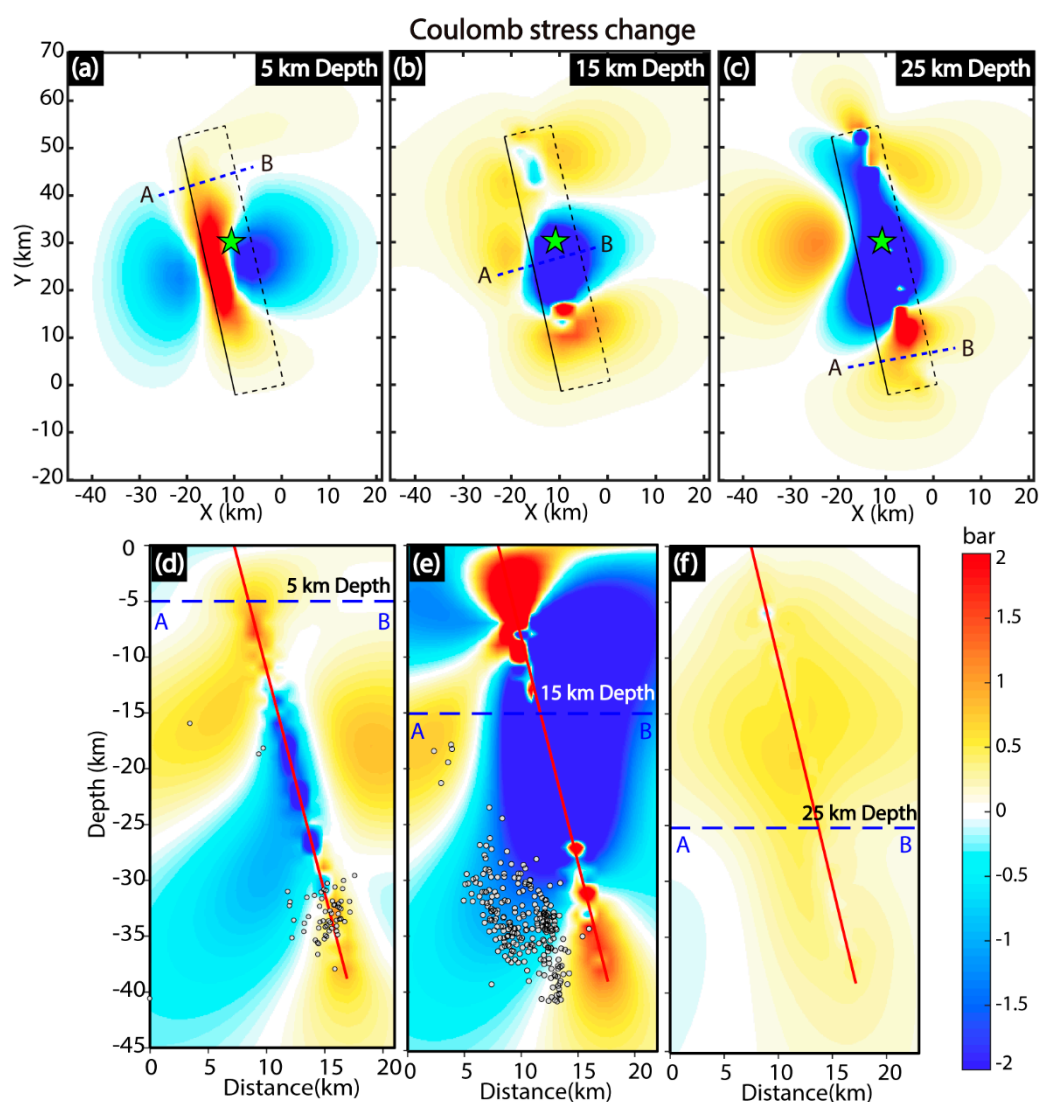 Coulomb stress change
(a) 5 km Depth
(b) 15 km Depth
(c) 25 km Depth
70
60
50
40
30
20
10
0
-10
-20
Y (km)
A B
A B
A B
-40 -30 -20 -10 0 10 20
X (km)
-40 -30 -20 -10 0 10 20
-40 -30 -20 -10 0 10 20
X (km)
(d)
5 km Depth
A B
(e)
15 km Depth
A B
(f)
25 km Depth
A B
0
-5
-10
-15
-20
-25
-30
-35
-40
-45
Depth (km)
0 5 10 15 20
Distance(km)
0 5 10 15 20
Distance(km)
0 5 10 15 20
Distance(km)
bar
2
1.5
1
0.5
0
-0.5
-1
-1.5
-2